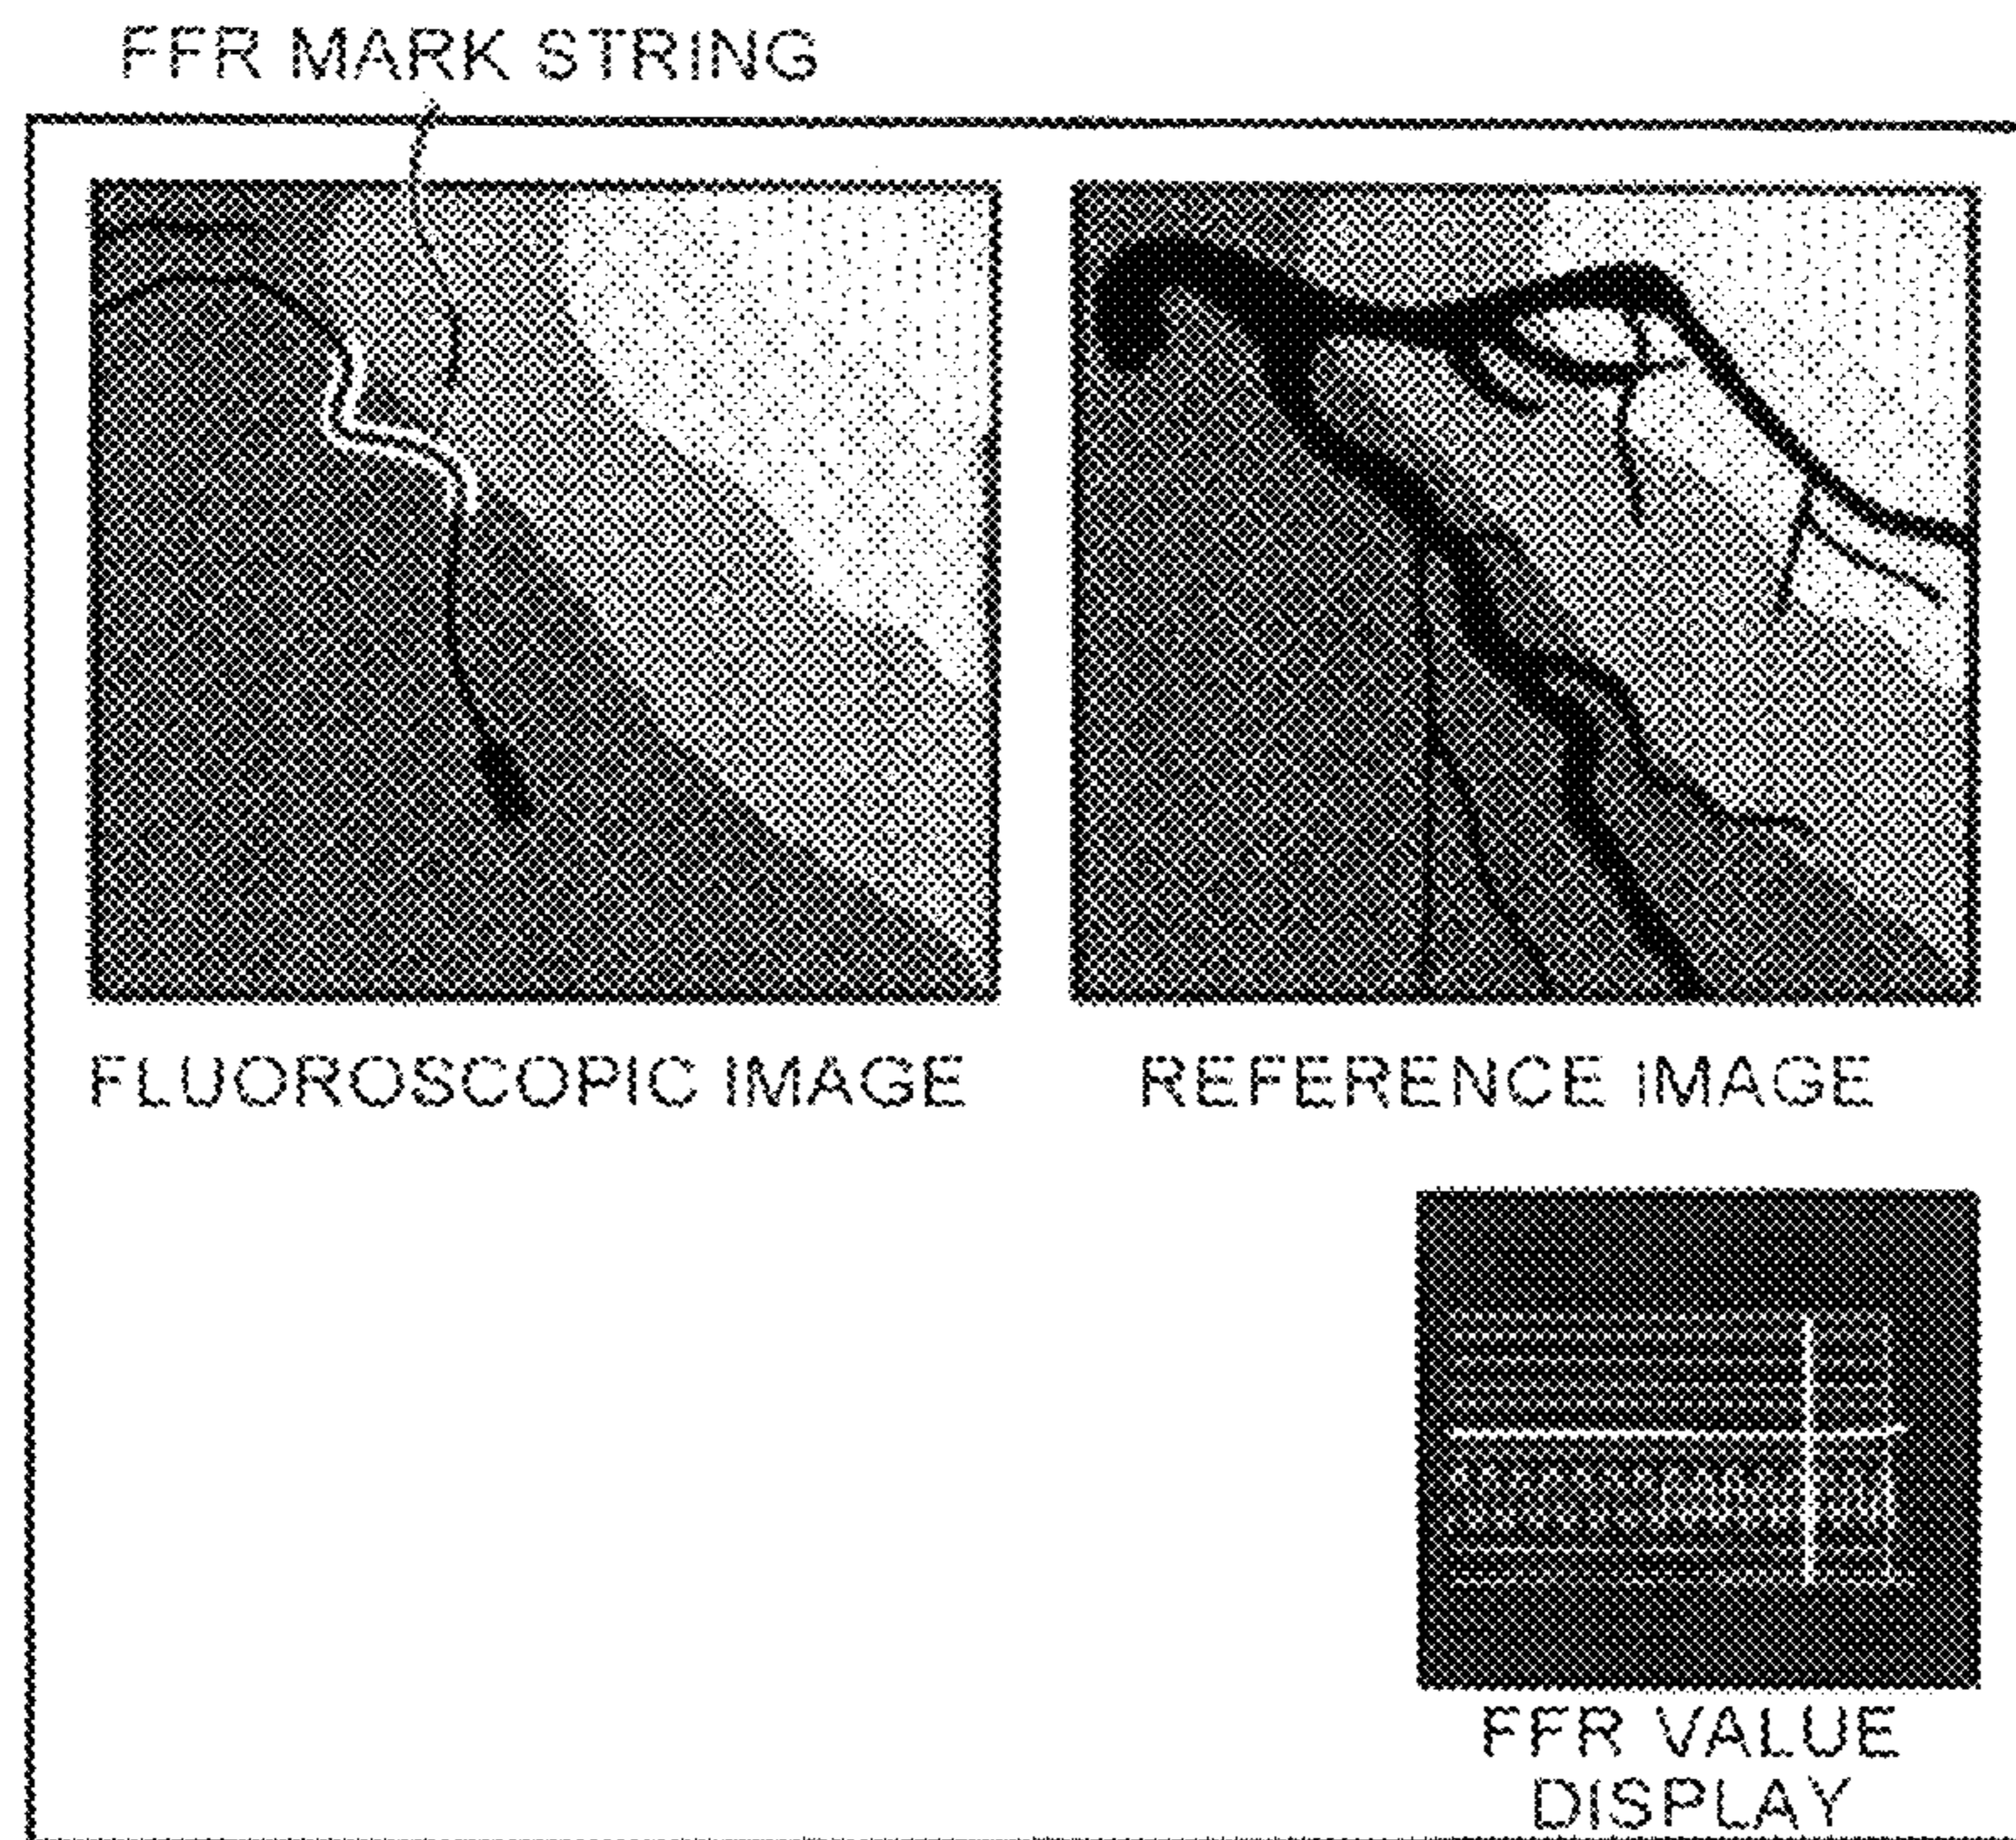 FFR MARK STRING
FLUOROSCOPIC IMAGE
REFERENCE IMAGE
FFR VALUE
DISPLAY